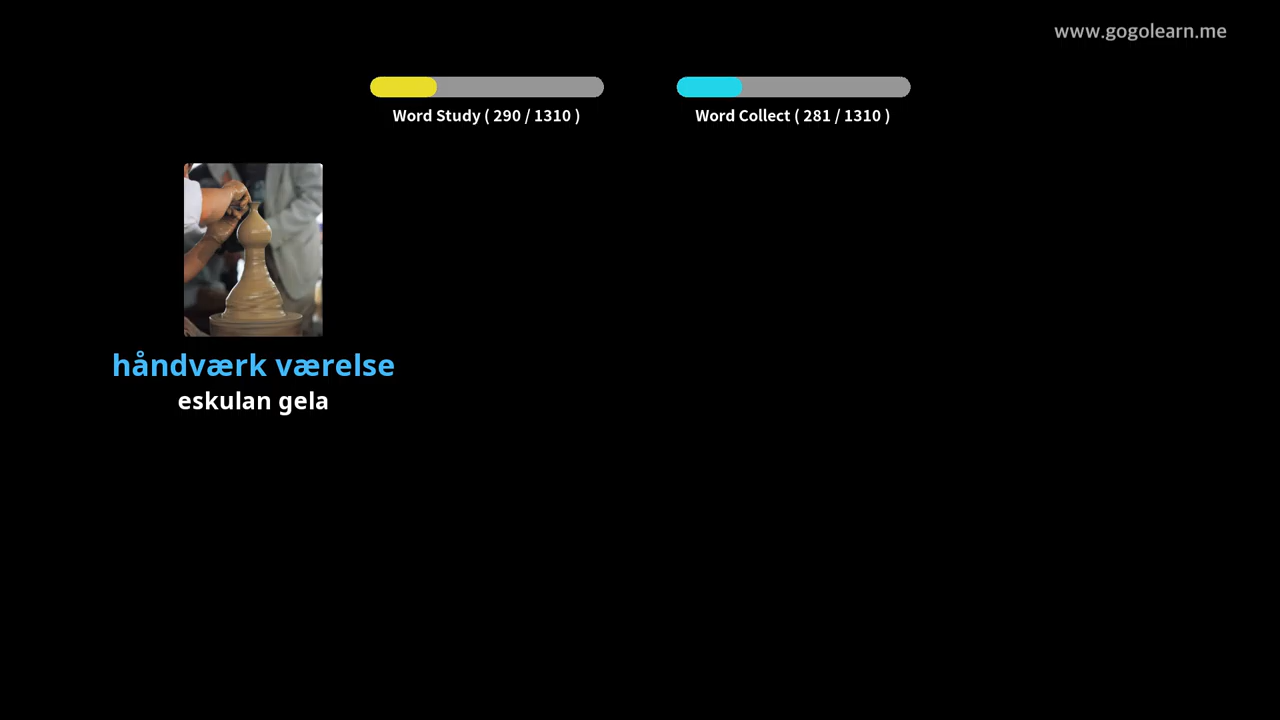 www.gogolearn.me
Word Study ( 290 / 1310 )
Word Collect ( 281 / 1310 )
håndværk værelse
eskulan gela